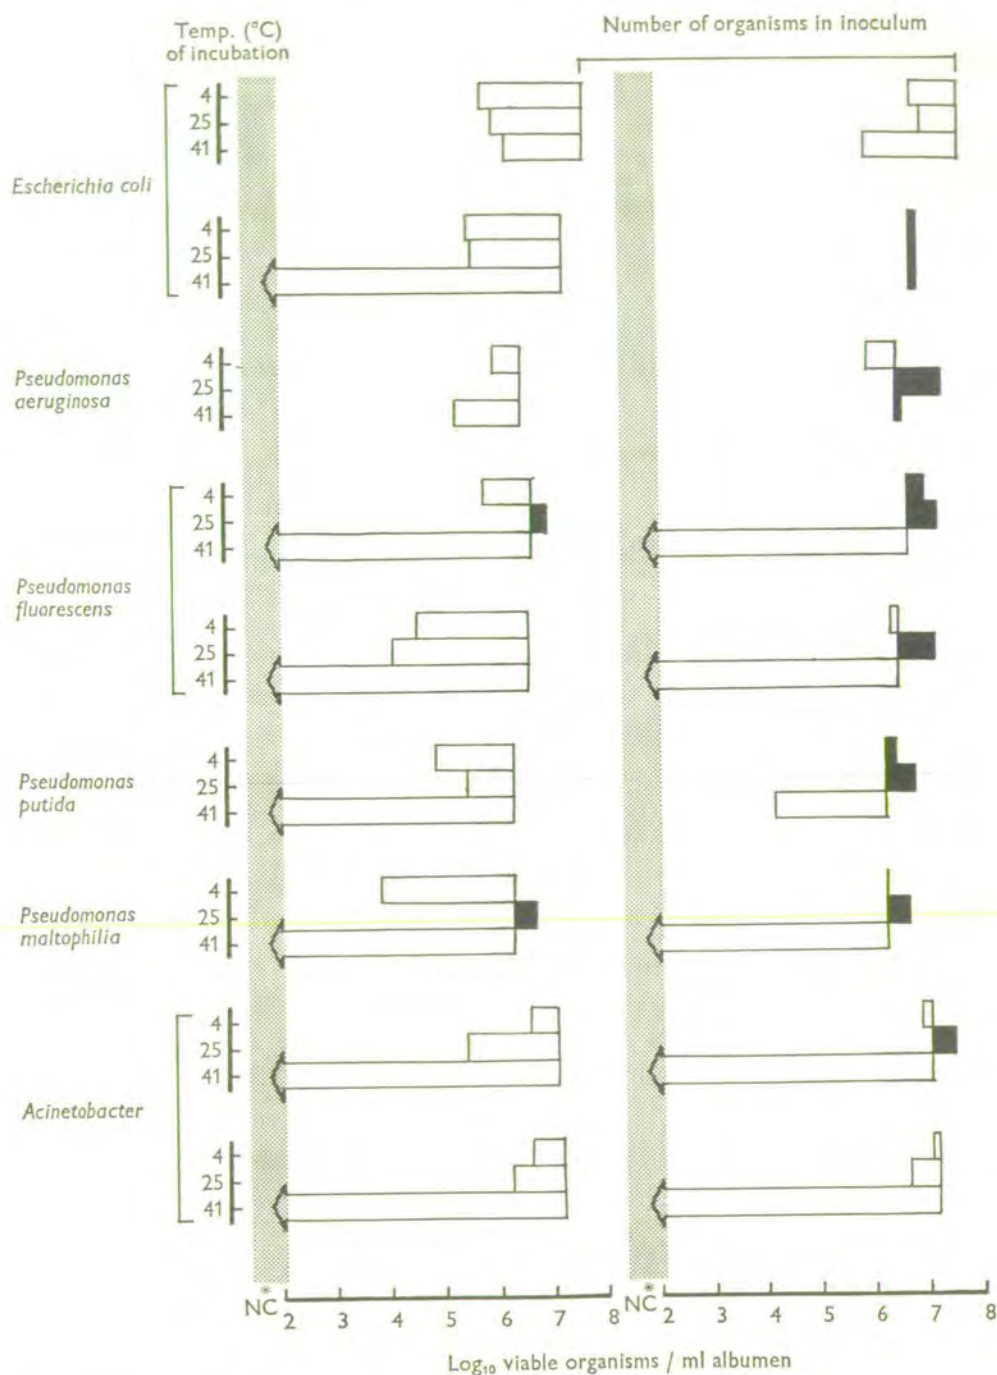 Temp. (°C)
of incubation
Number of organisms in inoculum
Escherichia coli
4
25
41
4
25
41
Pseudomonas
aeruginosa
4
25
41
Pseudomonas
fluorescens
4
25
41
4
25
41
Pseudomonas
putida
4
25
41
Pseudomonas
maltophilia
4
25
41
Acinetobacter
4
25
41
4
25
41
NC* 2 3 4 5 6 7 8 NC* 2 3 4 5 6 7 8
Log₁₀ viable organisms / ml albumen